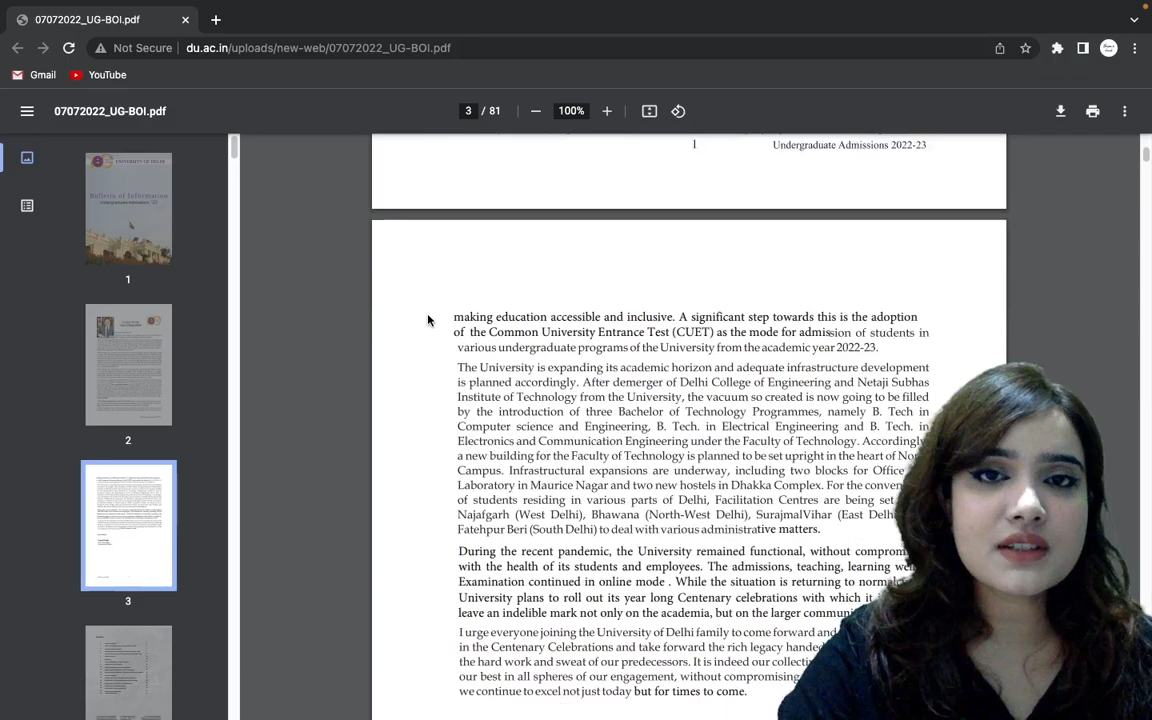 07072022_UG-BOI.pdf
Not Secure du.ac.in/uploads/new-web/07072022_UG-BOI.pdf
Gmail YouTube
07072022_UG-BOI.pdf 3 / 81 100%
UNIVERSITY OF DELHI
Bulletin of Information
1
2
3
1 Undergraduate Admissions 2022-23
making education accessible and inclusive. A significant step towards this is the adoption
of the Common University Entrance Test (CUET) as the mode for admission of students in
various undergraduate programs of the University from the academic year 2022-23.
The University is expanding its academic horizon and adequate infrastructure development
is planned accordingly. After demerger of Delhi College of Engineering and Netaji Subhas
Institute of Technology from the University, the vacuum so created is now going to be filled
by the introduction of three Bachelor of Technology Programmes, namely B. Tech in
Computer science and Engineering, B. Tech. in Electrical Engineering and B. Tech. in
Electronics and Communication Engineering under the Faculty of Technology. Accordingly
a new building for the Faculty of Technology is planned to be set upright in the heart of Nor
Campus. Infrastructural expansions are underway, including two blocks for Office
Laboratory in Maurice Nagar and two new hostels in Dhakka Complex. For the conven
of students residing in various parts of Delhi, Facilitation Centres are being set
Najafgarh (West Delhi), Bhawana (North-West Delhi), SurajmalVihar (East Delh
Fatehpur Beri (South Delhi) to deal with various administrative matters.
During the recent pandemic, the University remained functional, without comprom
with the health of its students and employees. The admissions, teaching, learning we
Examination continued in online mode . While the situation is returning to normal
University plans to roll out its year long Centenary celebrations with which it
leave an indelible mark not only on the academia, but on the larger communi
I urge everyone joining the University of Delhi family to come forward and
in the Centenary Celebrations and take forward the rich legacy handed
the hard work and sweat of our predecessors. It is indeed our collecti
our best in all spheres of our engagement, without compromising
we continue to excel not just today but for times to come.